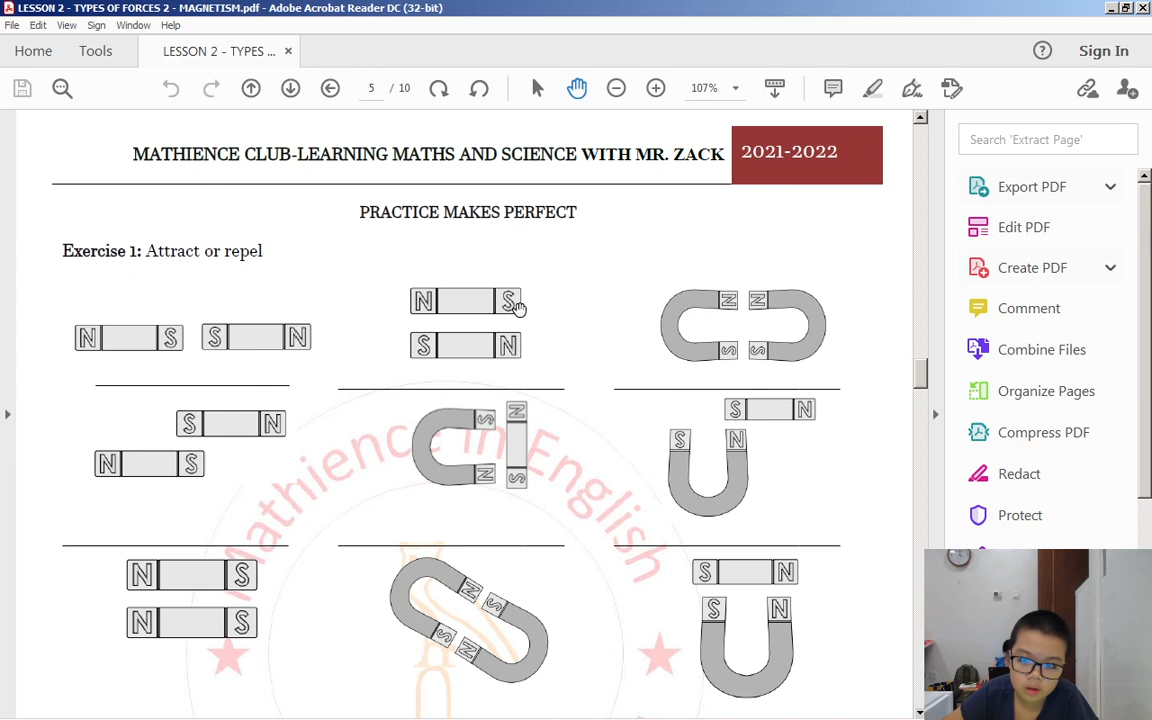 LESSON 2 - TYPES OF FORCES 2 - MAGNETISM.pdf - Adobe Acrobat Reader DC (32-bit)
File Edit View Sign Window Help
Home Tools LESSON 2 - TYPES ... × Sign In
5 / 10 107%
MATHIENCE CLUB-LEARNING MATHS AND SCIENCE WITH MR. ZACK 2021-2022
PRACTICE MAKES PERFECT
Exercise 1: Attract or repel
N S S N
N S
S N
N N
S S
S N
N S
S N
N S
S N
S N
N S
N S
N S
S N
S N
S N
Mathience in English
Search 'Extract Page'
Export PDF
Edit PDF
Create PDF
Comment
Combine Files
Organize Pages
Compress PDF
Redact
Protect